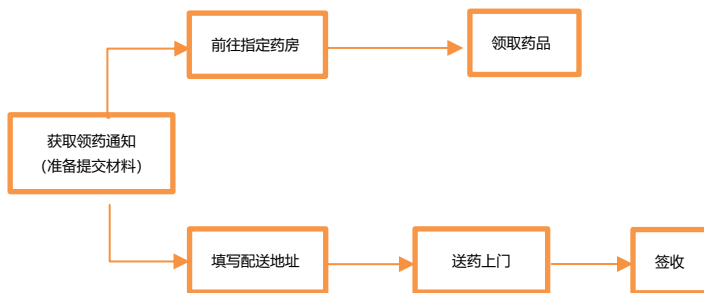 前往指定药房
领取药品
获取领药通知
（准备提交材料）
填写配送地址
送药上门
签收